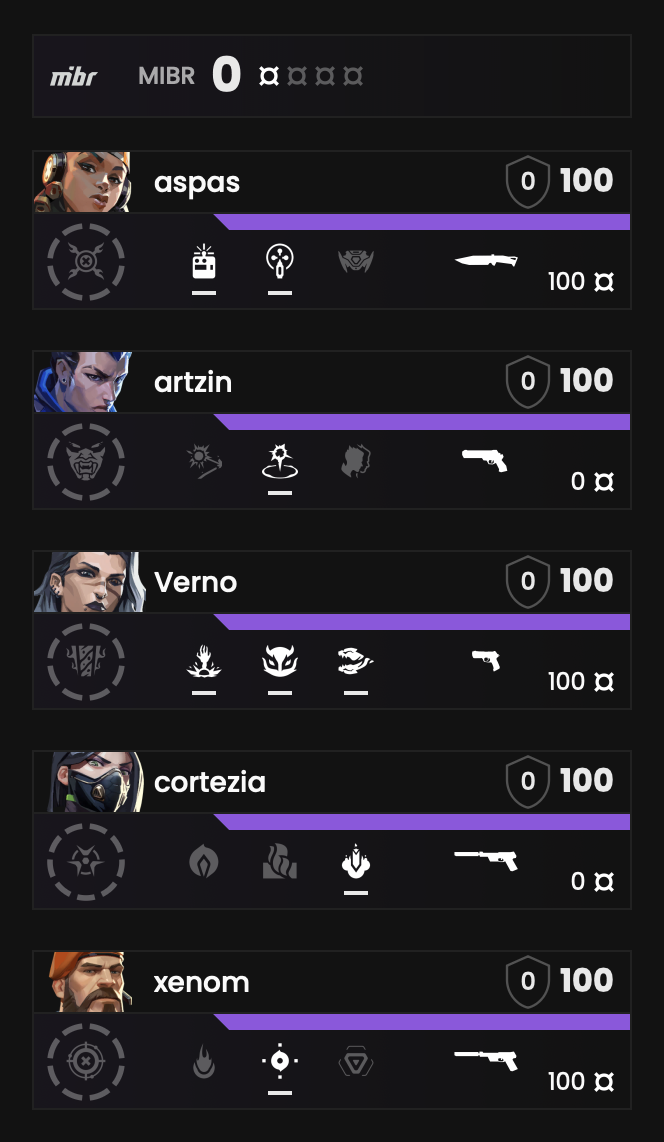 mibr MIBR 0 ¤ ¤ ¤ ¤
aspas 0 100
100 ¤
artzin 0 100
0 ¤
Verno 0 100
100 ¤
cortezia 0 100
0 ¤
xenom 0 100
100 ¤